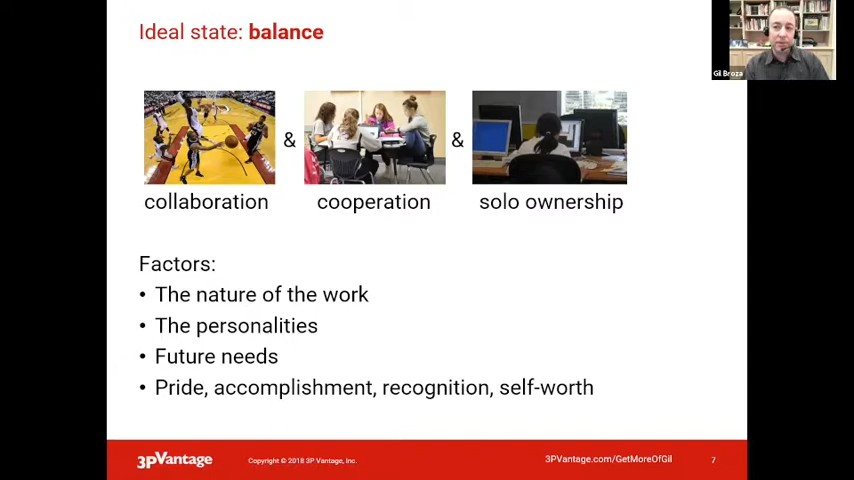 Ideal state: balance
Gil Broza
& &
collaboration cooperation solo ownership
Factors:
• The nature of the work
• The personalities
• Future needs
• Pride, accomplishment, recognition, self-worth
3PVantage Copyright © 2018 3P Vantage, Inc. 3PVantage.com/GetMoreOfGil 7